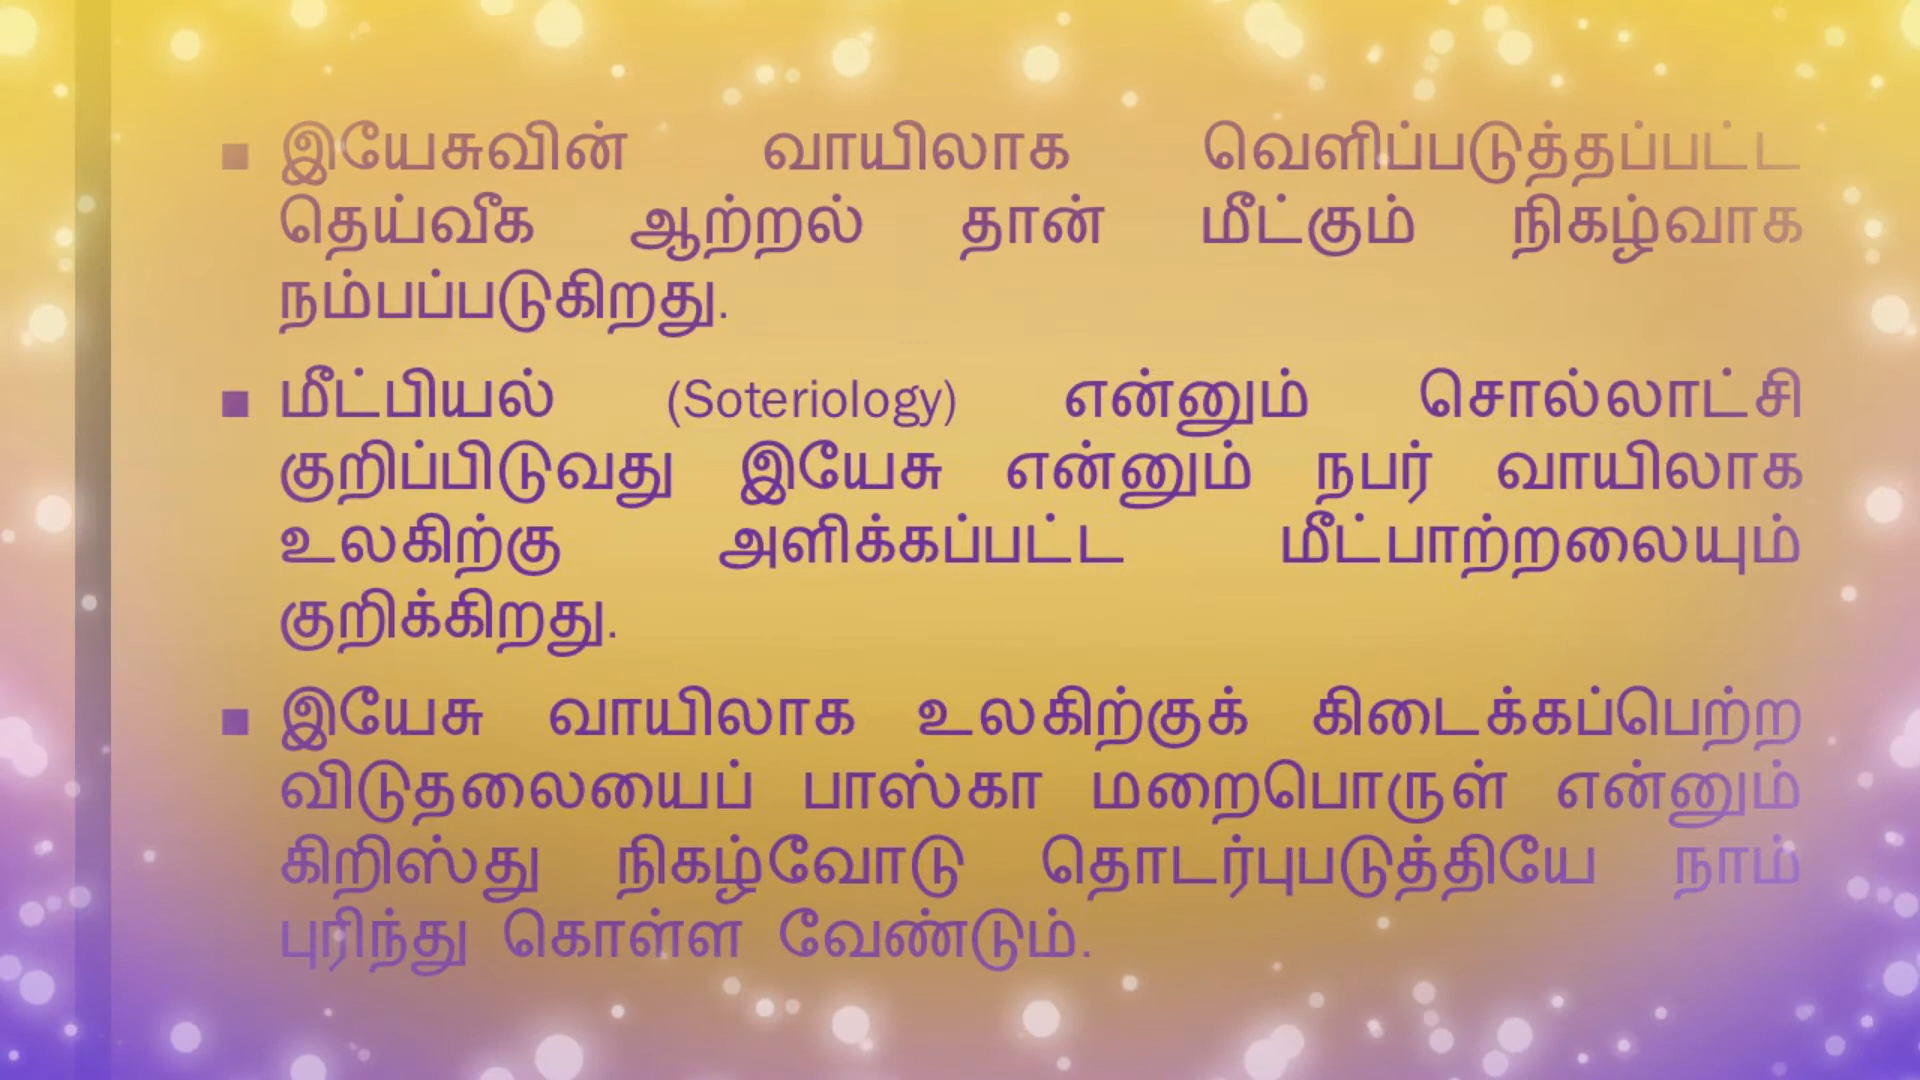 ▪ இயேசுவின் வாயிலாக வெளிப்படுத்தப்பட்ட
தெய்வீக ஆற்றல் தான் மீட்கும் நிகழ்வாக
நம்பப்படுகிறது.
▪ மீட்பியல் (Soteriology) என்னும் சொல்லாட்சி
குறிப்பிடுவது இயேசு என்னும் நபர் வாயிலாக
உலகிற்கு அளிக்கப்பட்ட மீட்பாற்றலையும்
குறிக்கிறது.
▪ இயேசு வாயிலாக உலகிற்குக் கிடைக்கப்பெற்ற
விடுதலையைப் பாஸ்கா மறைபொருள் என்னும்
கிறிஸ்து நிகழ்வோடு தொடர்புபடுத்தியே நாம்
புரிந்து கொள்ள வேண்டும்.